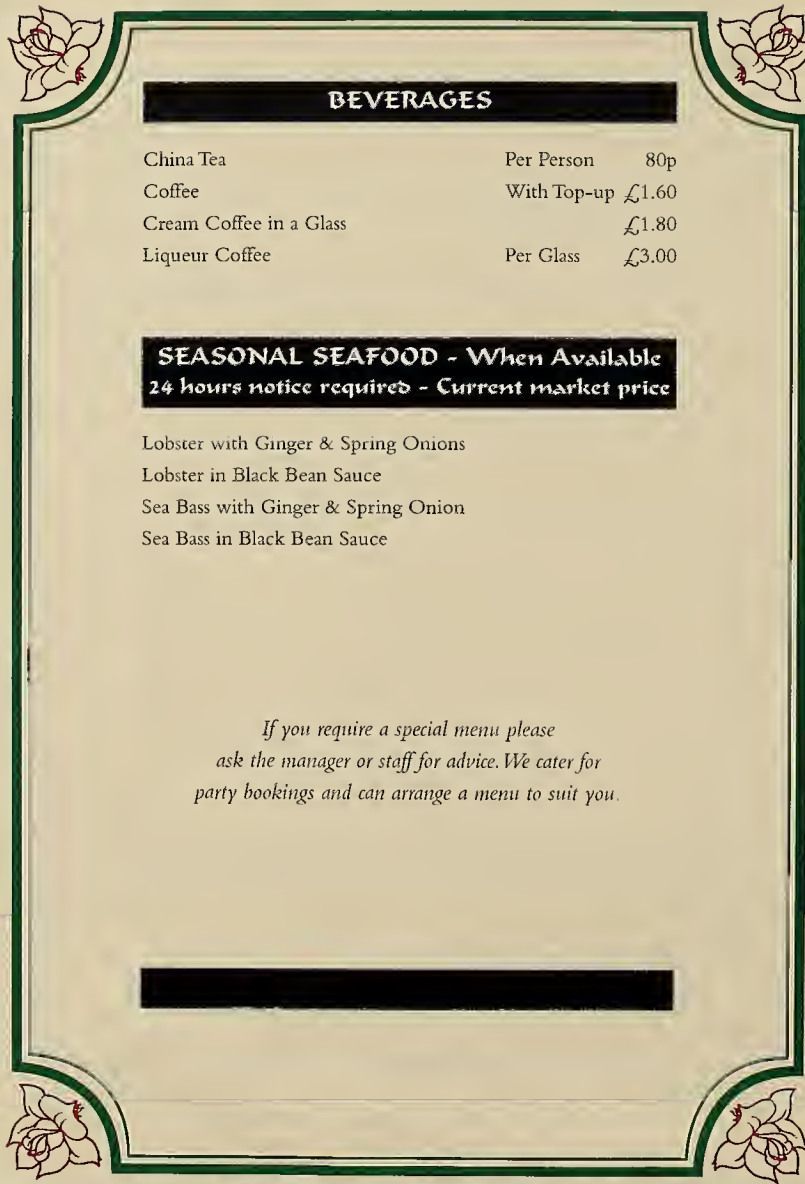 BEVERAGES
China Tea Per Person 80p
Coffee With Top-up £1.60
Cream Coffee in a Glass £1.80
Liqueur Coffee Per Glass £3.00
SEASONAL SEAFOOD - When Available
24 hours notice required - Current market price
Lobster with Ginger & Spring Onions
Lobster in Black Bean Sauce
Sea Bass with Ginger & Spring Onion
Sea Bass in Black Bean Sauce
If you require a special menu please
ask the manager or staff for advice. We cater for
party bookings and can arrange a menu to suit you.